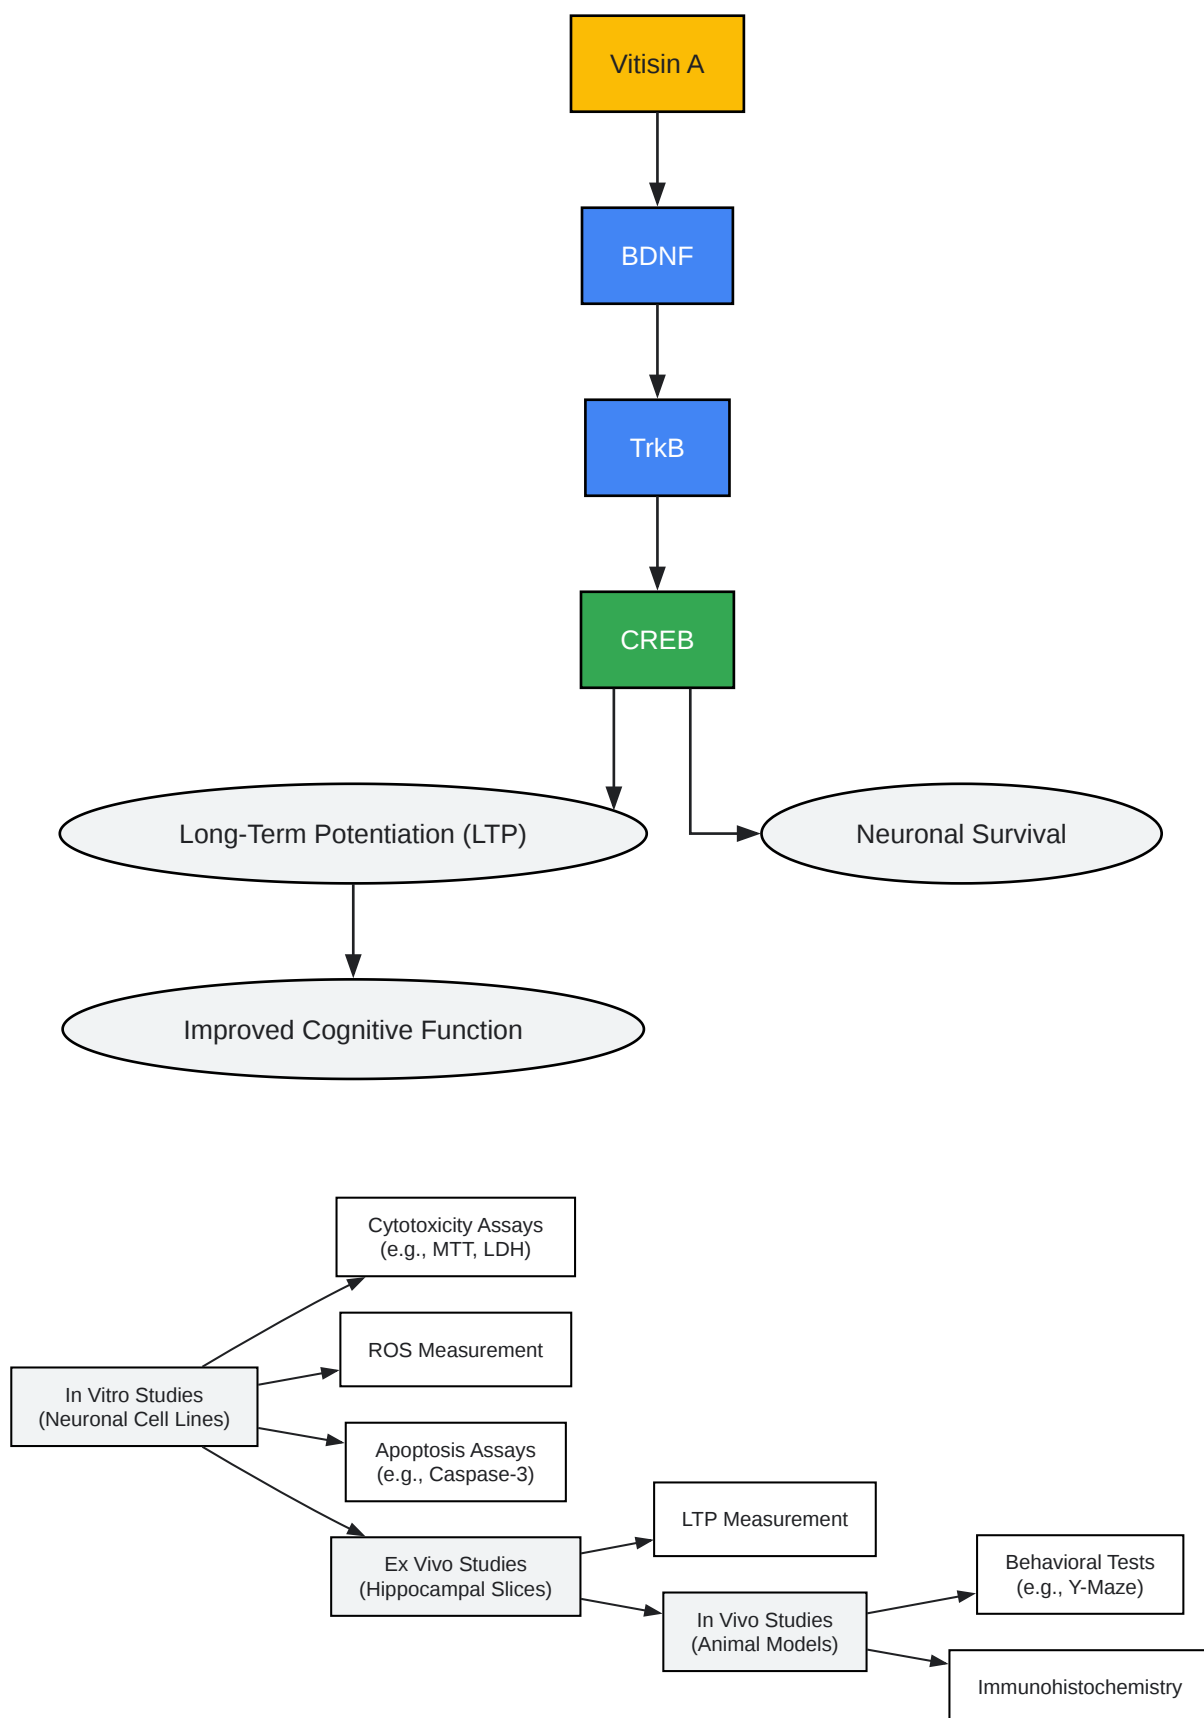 Vitisin A
BDNF
TrkB
CREB
Long-Term Potentiation (LTP)
Neuronal Survival
Improved Cognitive Function
Cytotoxicity Assays
(e.g., MTT, LDH)
ROS Measurement
In Vitro Studies
(Neuronal Cell Lines)
Apoptosis Assays
(e.g., Caspase-3)
LTP Measurement
Ex Vivo Studies
(Hippocampal Slices)
Behavioral Tests
(e.g., Y-Maze)
In Vivo Studies
(Animal Models)
Immunohistochemistry